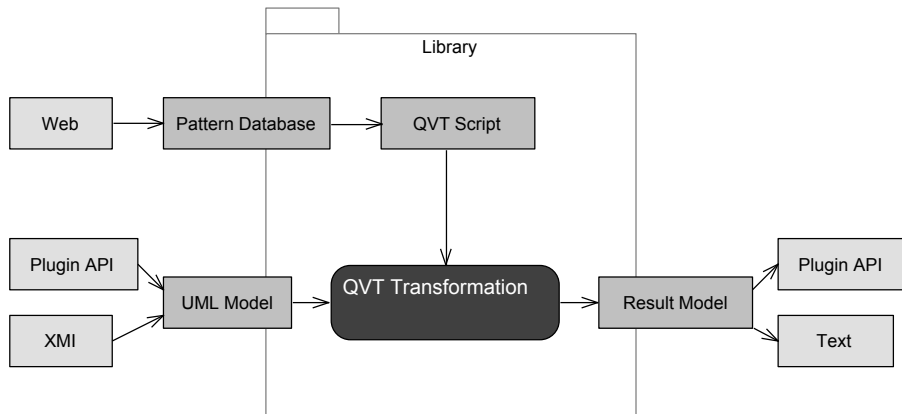 Library
Web
Pattern Database
QVT Script
Plugin API
UML Model
XMI
QVT Transformation
Result Model
Plugin API
Text